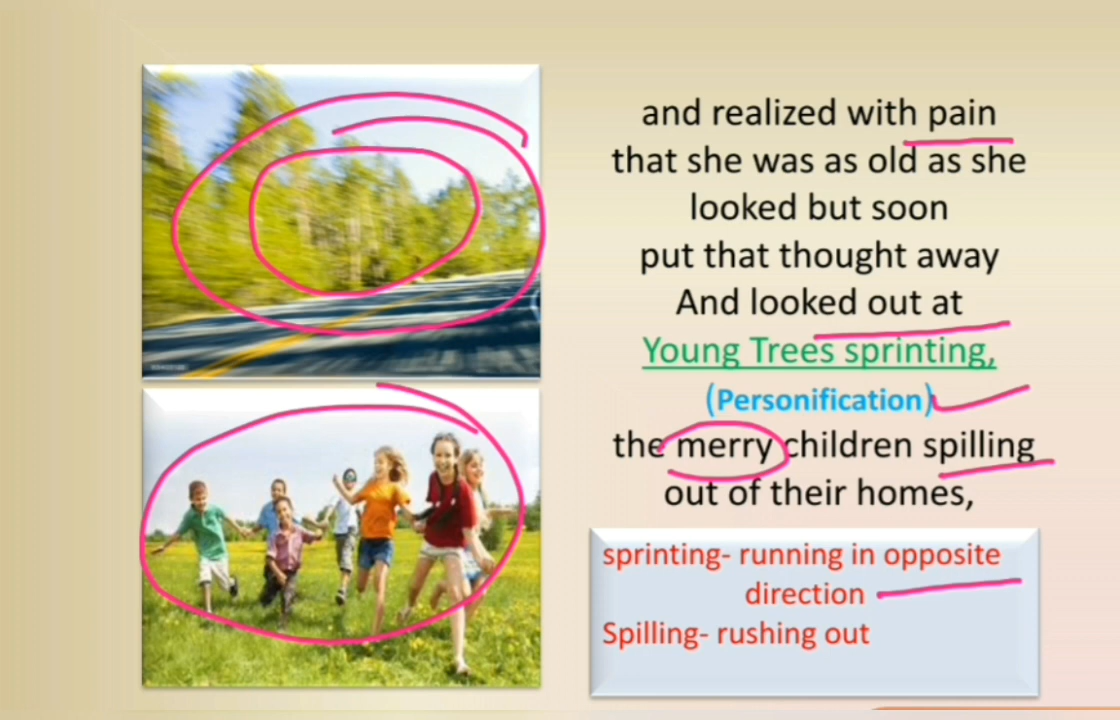 and realized with pain
that she was as old as she
looked but soon
put that thought away
And looked out at
Young Trees sprinting,
(Personification)
the merry children spilling
out of their homes,
sprinting- running in opposite
direction
Spilling- rushing out